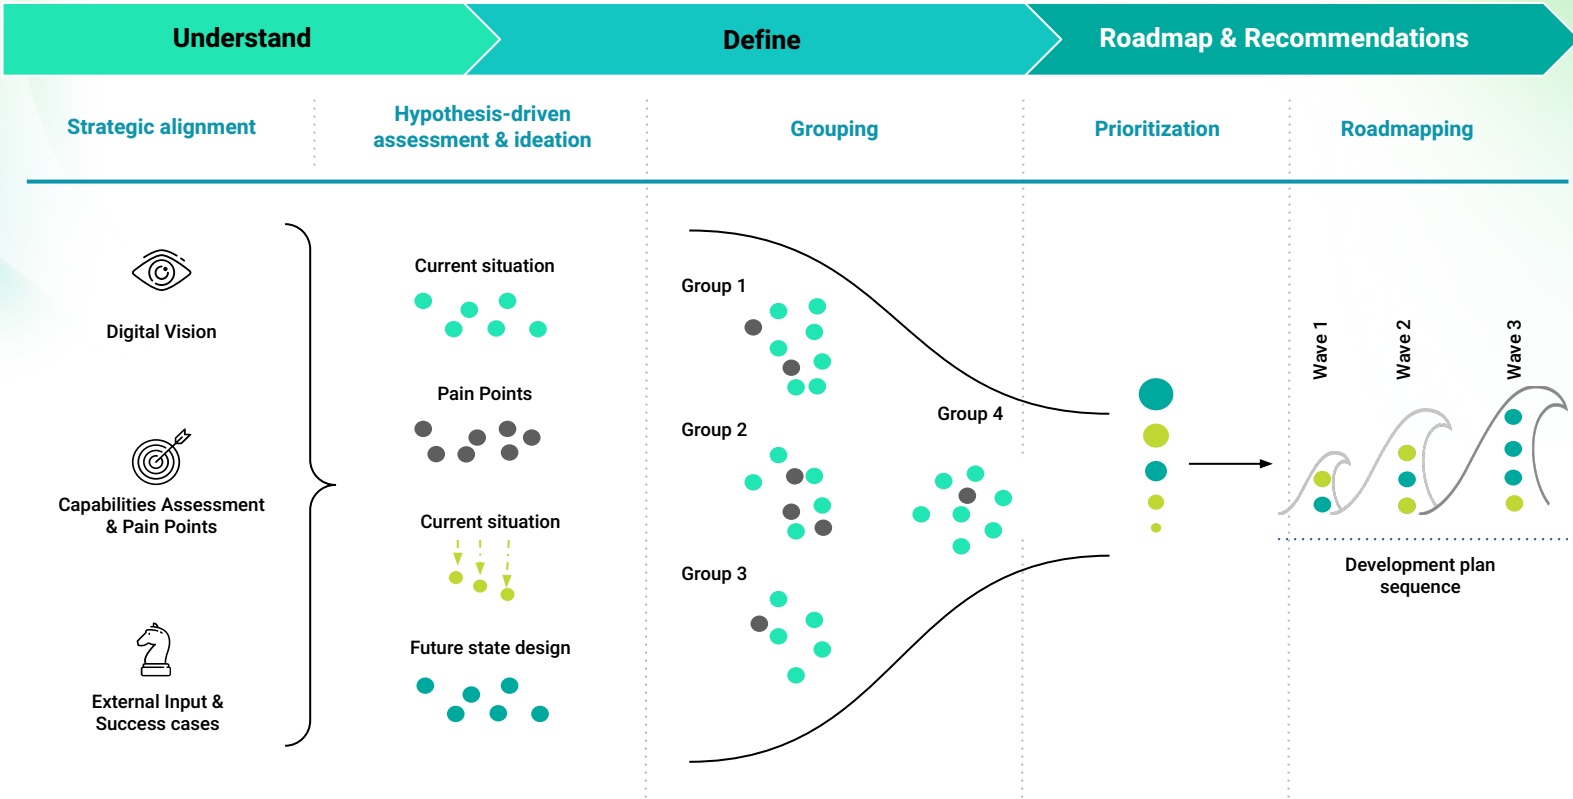 Understand
Define
Roadmap & Recommendations
Strategic alignment
Hypothesis-driven
assessment & ideation
Grouping
Prioritization
Roadmapping
Digital Vision
Capabilities Assessment
& Pain Points
External Input &
Success cases
Current situation
Pain Points
Current situation
Future state design
Group 1
Group 2
Group 3
Group 4
Wave 1
Wave 2
Wave 3
Development plan
sequence